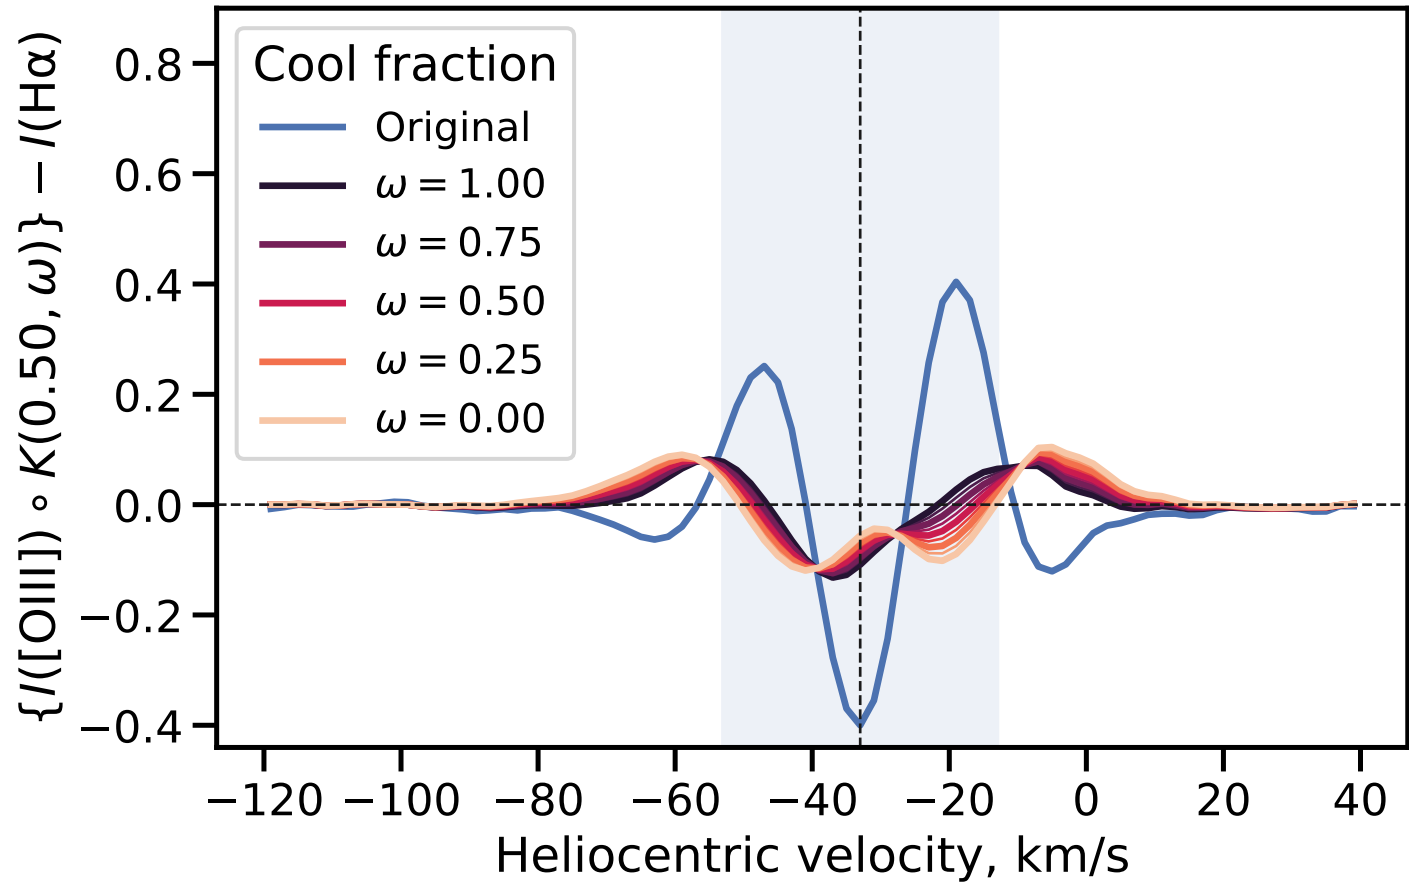 {I([OIII]) ∘ K(0.50, ω)} − I(Hα)
0.8
0.6
0.4
0.2
0.0
−0.2
−0.4
Cool fraction
Original
ω = 1.00
ω = 0.75
ω = 0.50
ω = 0.25
ω = 0.00
−120 −100 −80 −60 −40 −20 0 20 40
Heliocentric velocity, km/s